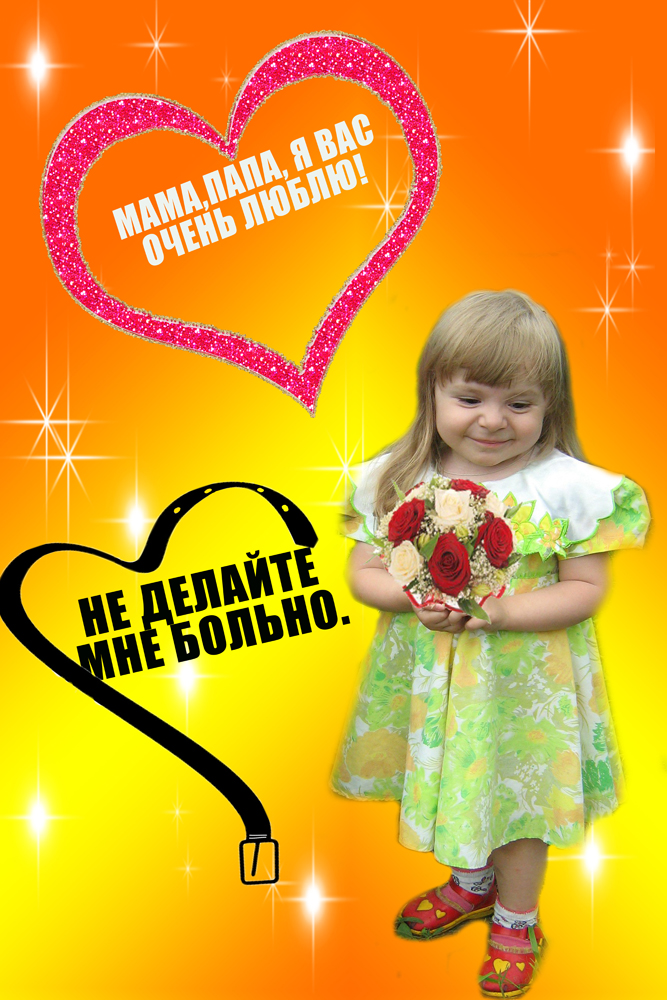 МАМА,ПАПА, Я ВАС
ОЧЕНЬ ЛЮБЛЮ!
НЕ ДЕЛАЙТЕ
МНЕ БОЛЬНО.